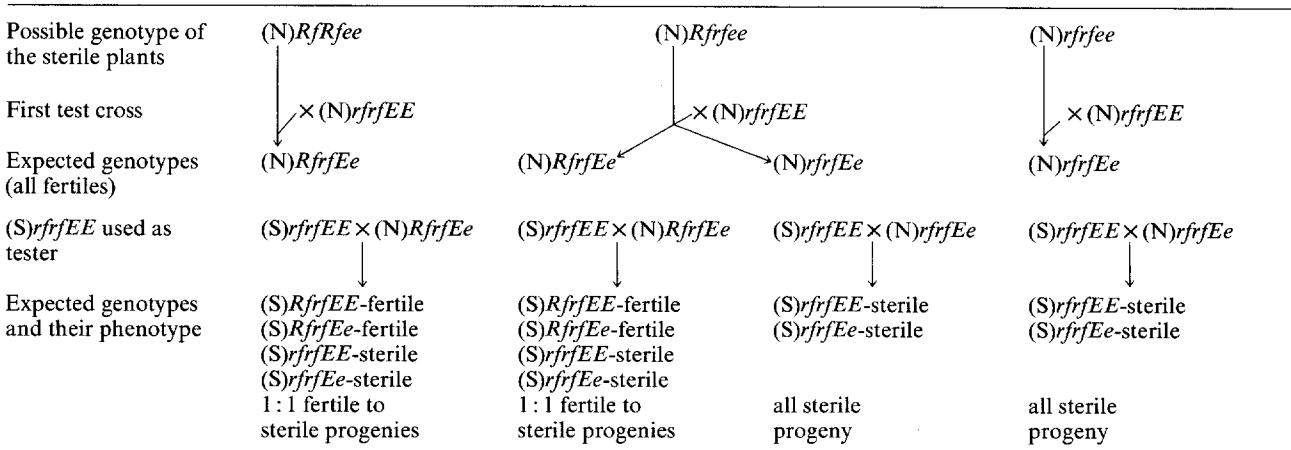 Possible genotype of the sterile plants (N)RfRfee (N)Rfrfee (N)rfrfee
First test cross × (N)rfrfEE × (N)rfrfEE × (N)rfrfEE
Expected genotypes (all fertiles) (N)RfrfEe (N)RfrfEe (N)rfrfEe (N)rfrfEe
(S)rfrfEE used as tester (S)rfrfEE × (N)RfrfEe (S)rfrfEE × (N)RfrfEe (S)rfrfEE × (N)rfrfEe (S)rfrfEE × (N)rfrfEe
Expected genotypes (S)RfrfEE-fertile (S)RfrfEE-fertile (S)rfrfEE-sterile (S)rfrfEE-sterile
and their phenotype (S)RfrfEe-fertile (S)RfrfEe-fertile (S)rfrfEe-sterile (S)rfrfEe-sterile
(S)rfrfEE-sterile (S)rfrfEE-sterile
(S)rfrfEe-sterile (S)rfrfEe-sterile
1 : 1 fertile to 1 : 1 fertile to all sterile all sterile
sterile progenies sterile progenies progeny progeny